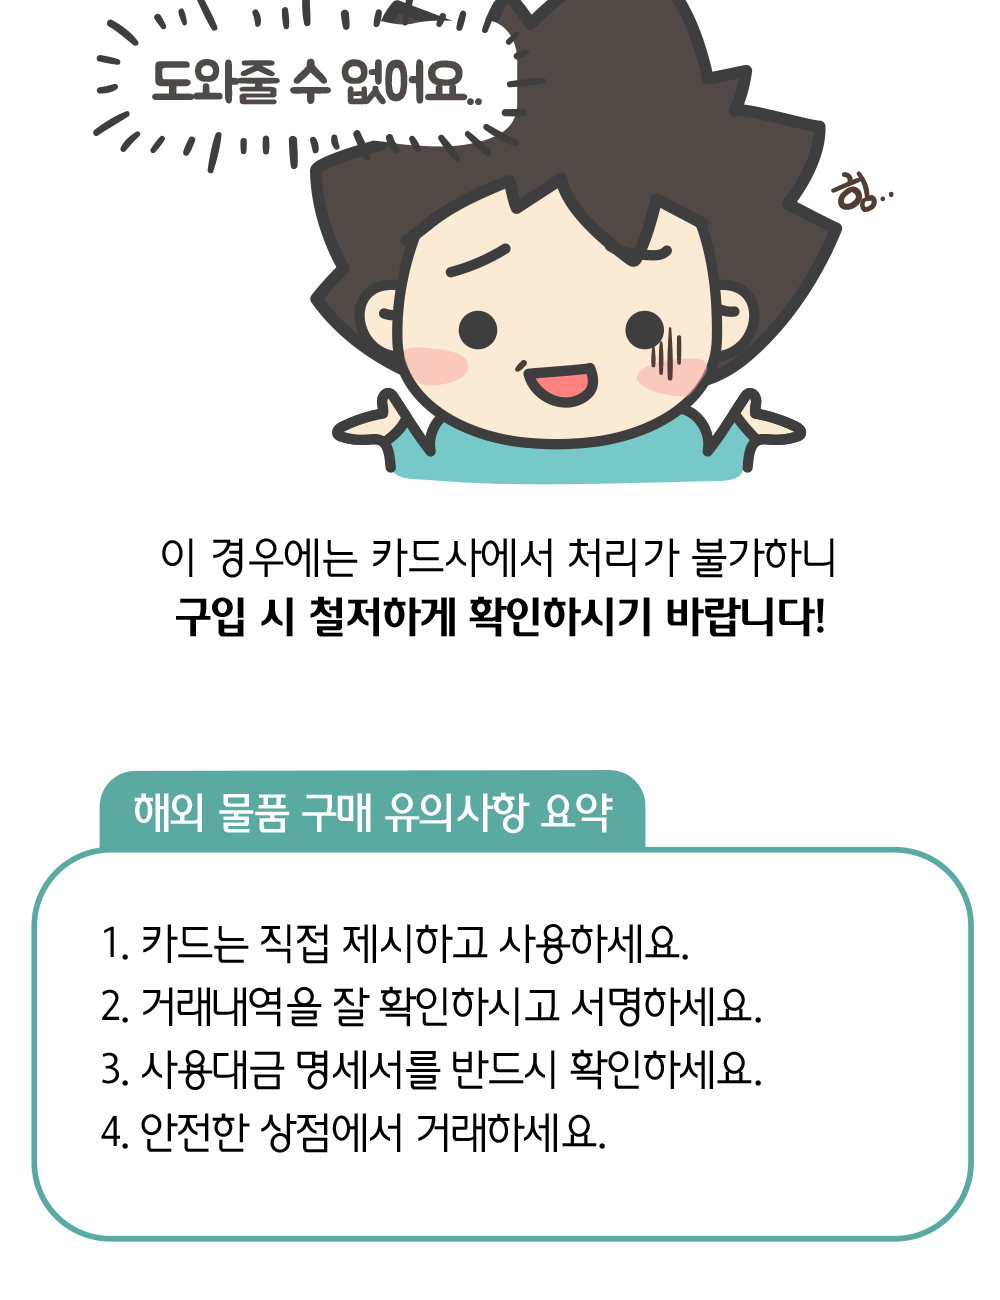 도와줄 수 없어요..
헝..
이 경우에는 카드사에서 처리가 불가하니
구입 시 철저하게 확인하시기 바랍니다!
해외 물품 구매 유의사항 요약
1. 카드는 직접 제시하고 사용하세요.
2. 거래내역을 잘 확인하시고 서명하세요.
3. 사용대금 명세서를 반드시 확인하세요.
4. 안전한 상점에서 거래하세요.